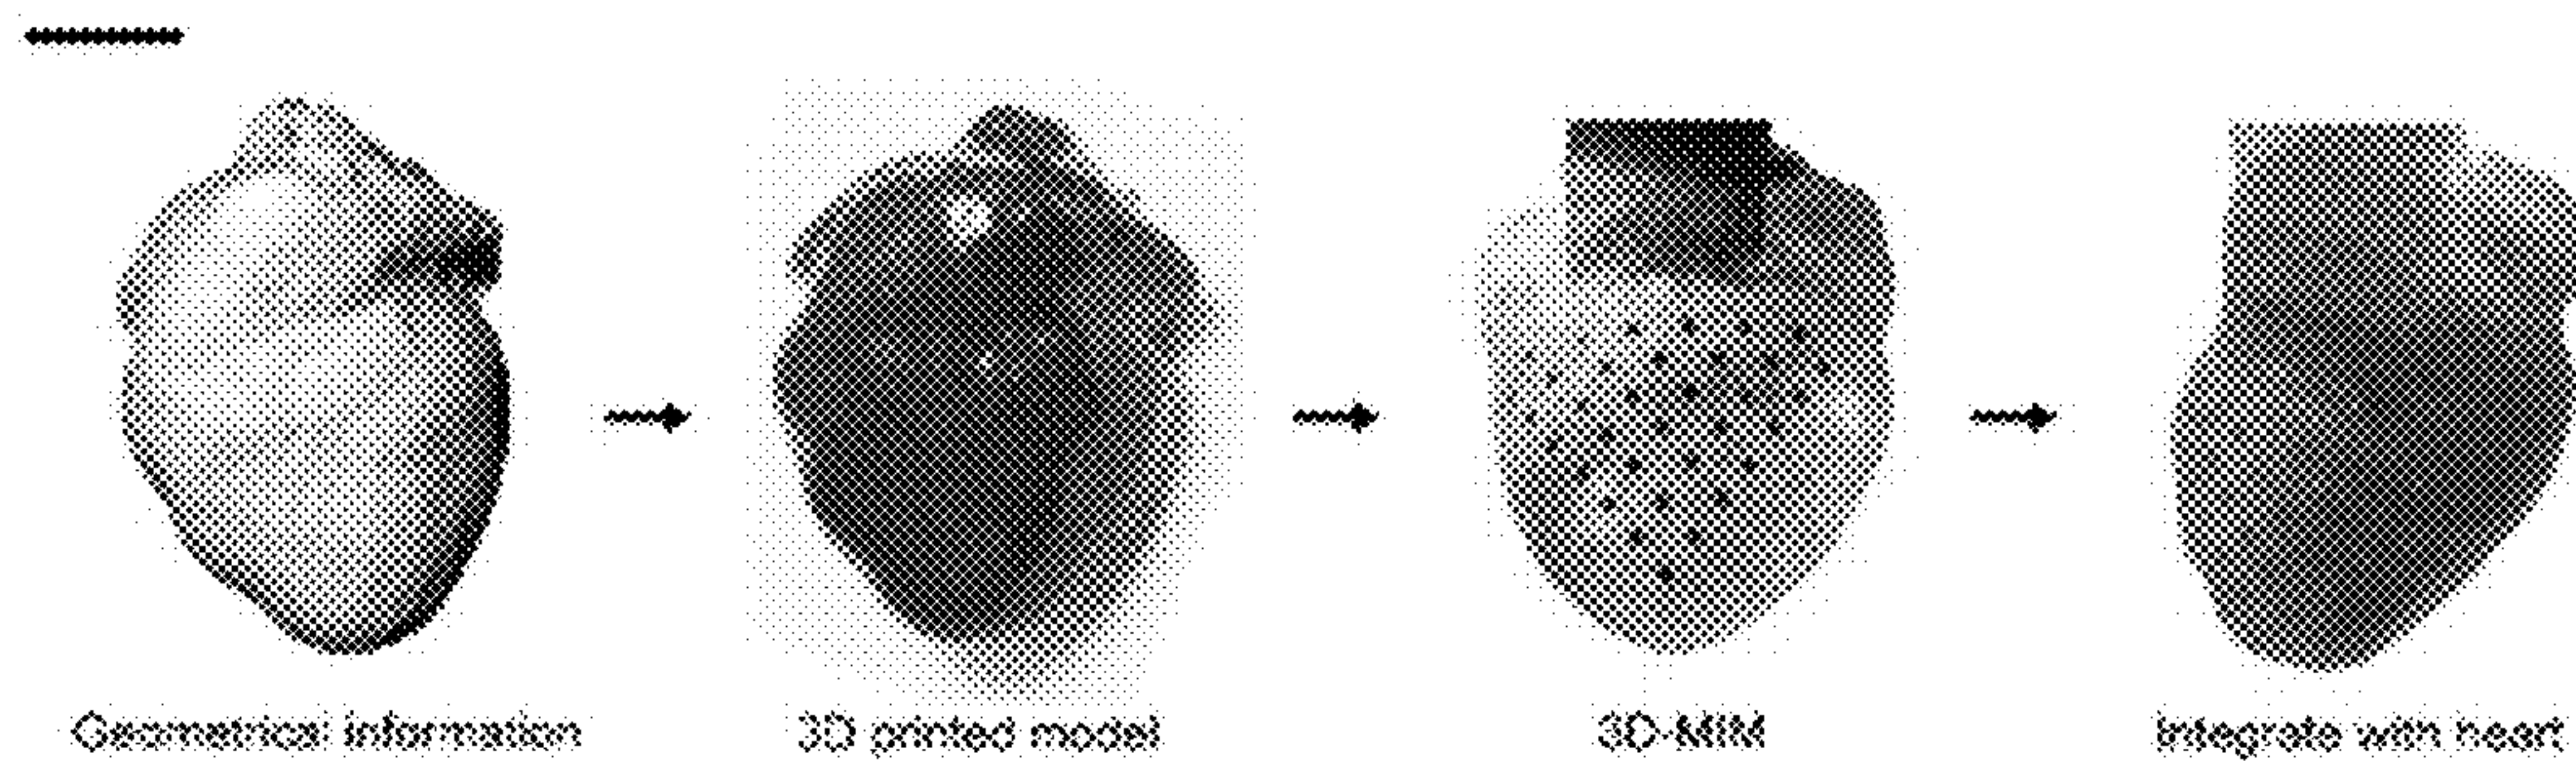 Geometrical information
3D printed model
3D-MIM
Integrate with heart